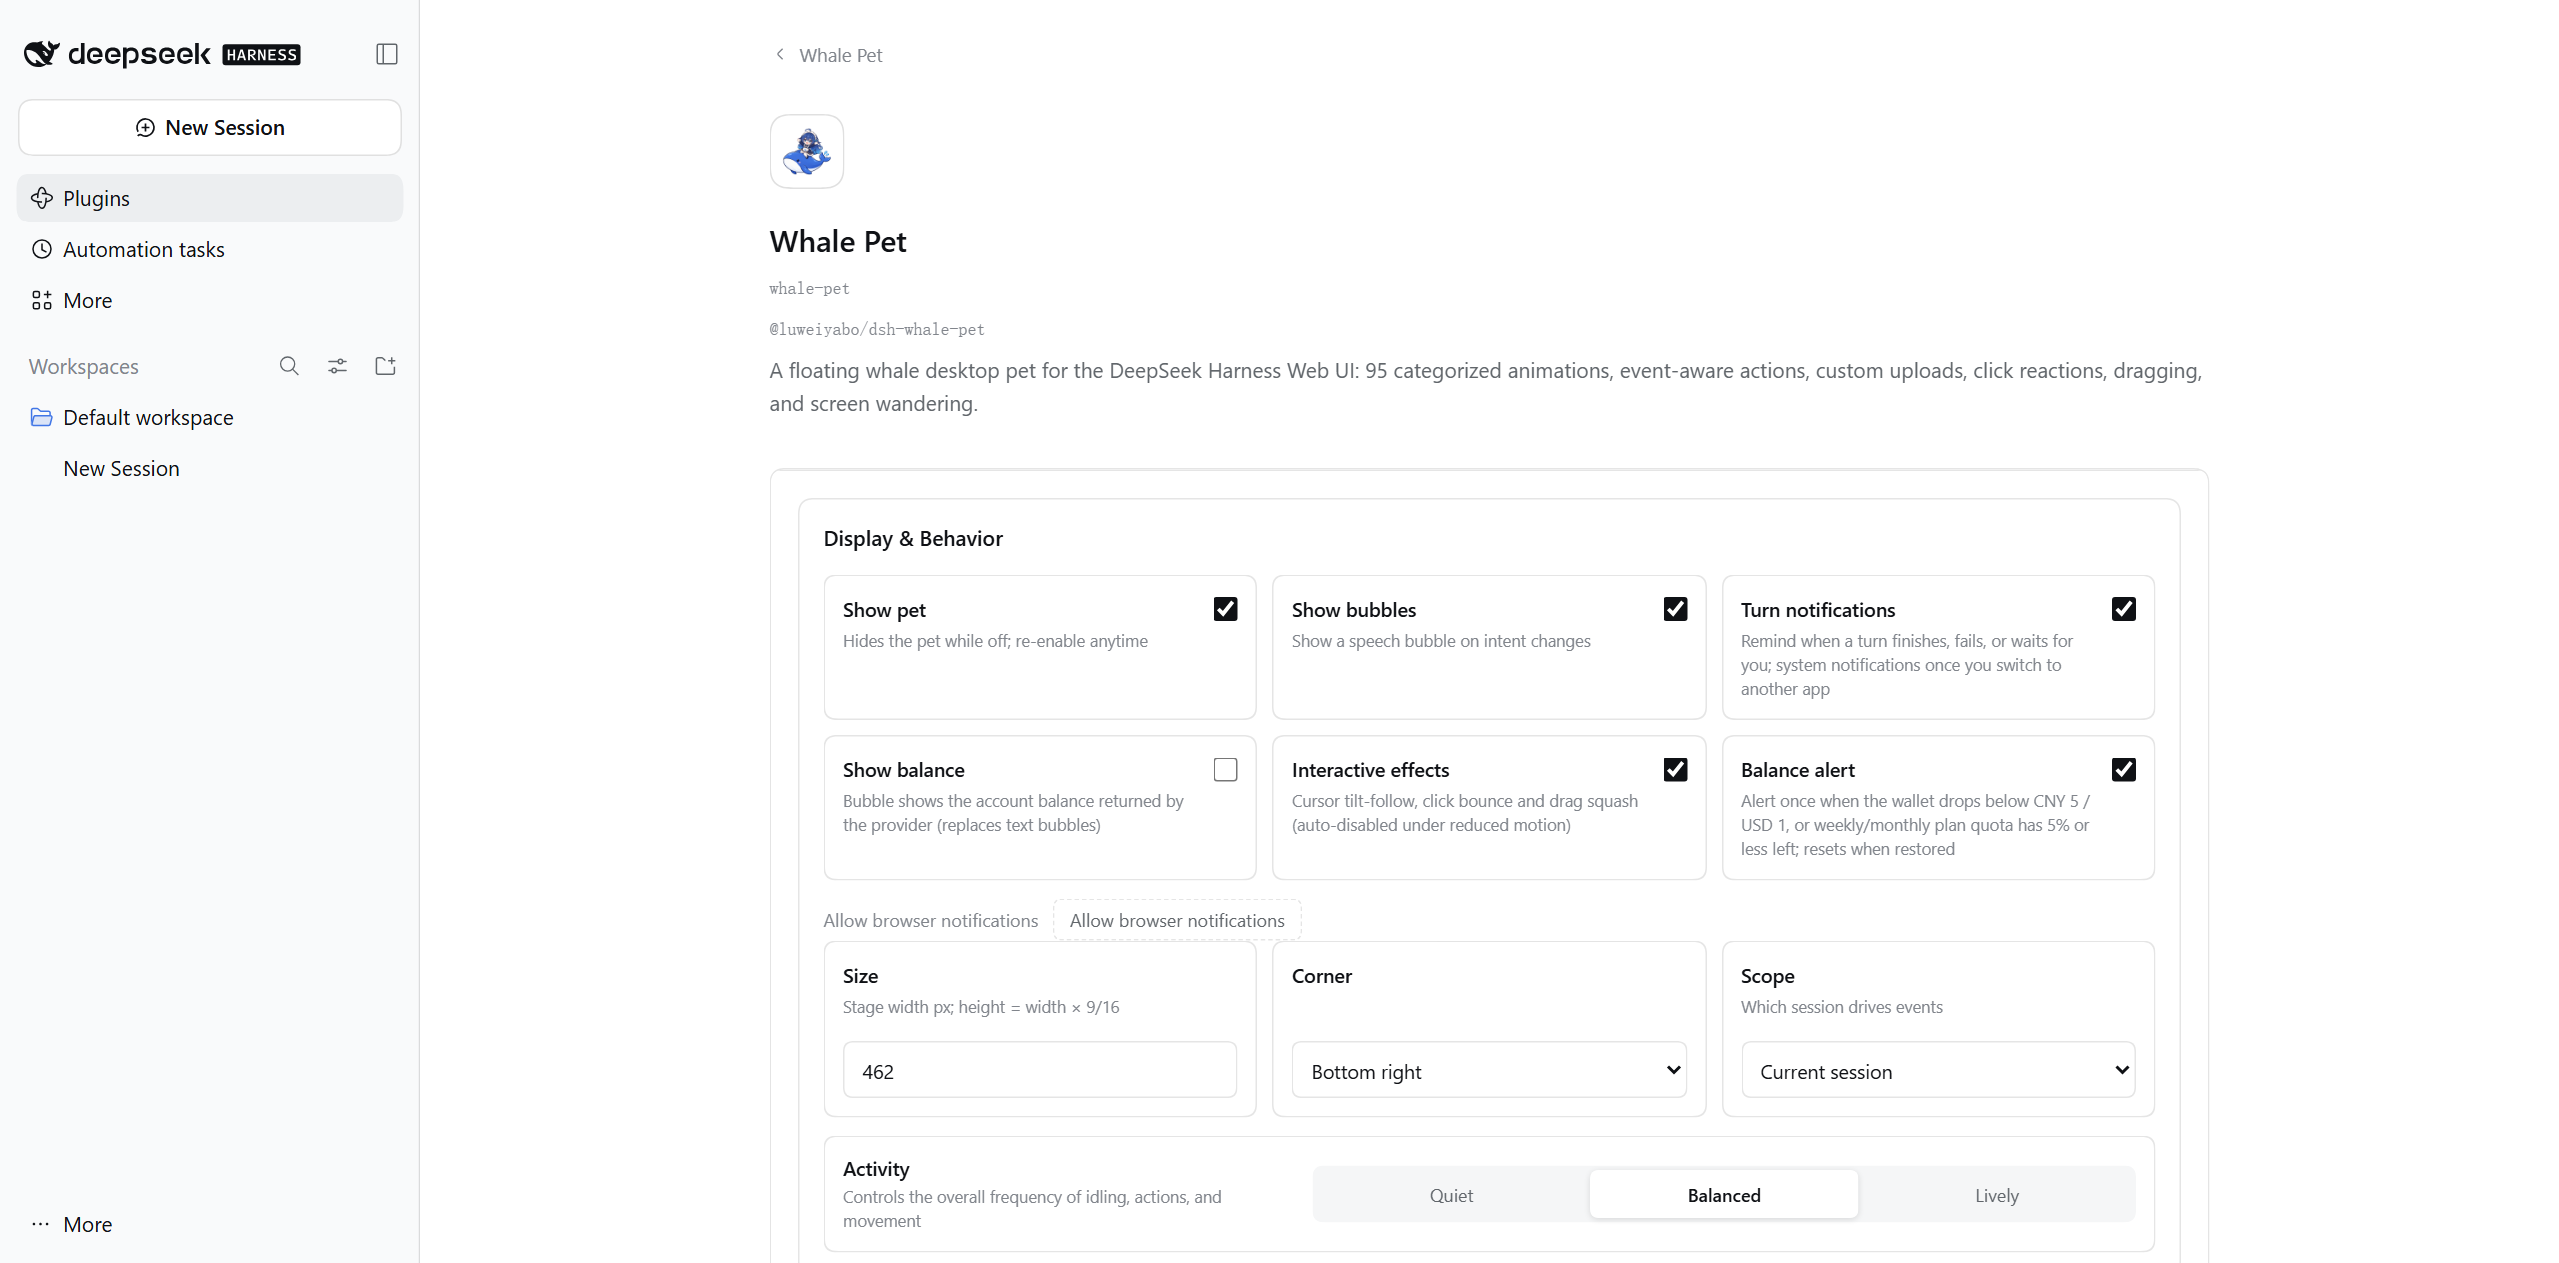 deepseek HARNESS
New Session
Plugins
Automation tasks
More
Workspaces
Default workspace
New Session
More
Whale Pet
Whale Pet
whale-pet
@luweiyabo/dsh-whale-pet
A floating whale desktop pet for the DeepSeek Harness Web UI: 95 categorized animations, event-aware actions, custom uploads, click reactions, dragging,
and screen wandering.
Display & Behavior
Show pet
Hides the pet while off; re-enable anytime
Show bubbles
Show a speech bubble on intent changes
Turn notifications
Remind when a turn finishes, fails, or waits for
you; system notifications once you switch to
another app
Show balance
Bubble shows the account balance returned by
the provider (replaces text bubbles)
Interactive effects
Cursor tilt-follow, click bounce and drag squash
(auto-disabled under reduced motion)
Balance alert
Alert once when the wallet drops below CNY 5 /
USD 1, or weekly/monthly plan quota has 5% or
less left; resets when restored
Allow browser notifications
Allow browser notifications
Size
Stage width px; height = width × 9/16
462
Corner
Bottom right
Scope
Which session drives events
Current session
Activity
Controls the overall frequency of idling, actions, and
movement
Quiet
Balanced
Lively